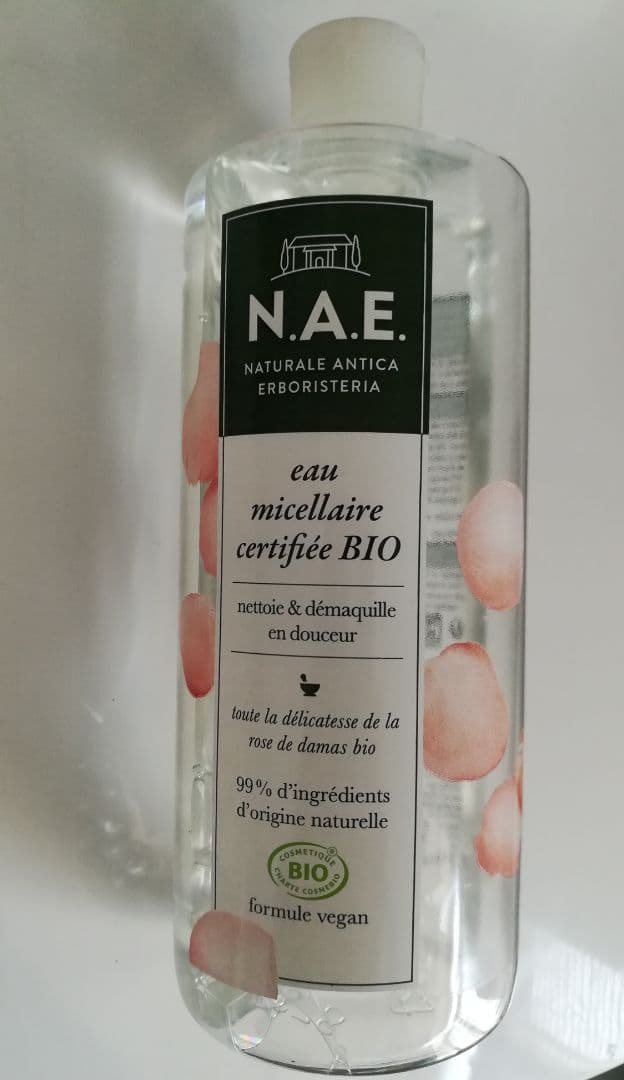 N.A.E.
NATURALE ANTICA
ERBORISTERIA
eau
micellaire
certifiée BIO
nettoie & démaquille
en douceur
toute la délicatesse de la
rose de damas bio
99% d'ingrédients
d'origine naturelle
COSMETIQUE
®
BIO
CHARTE COSMEBIO
formule vegan